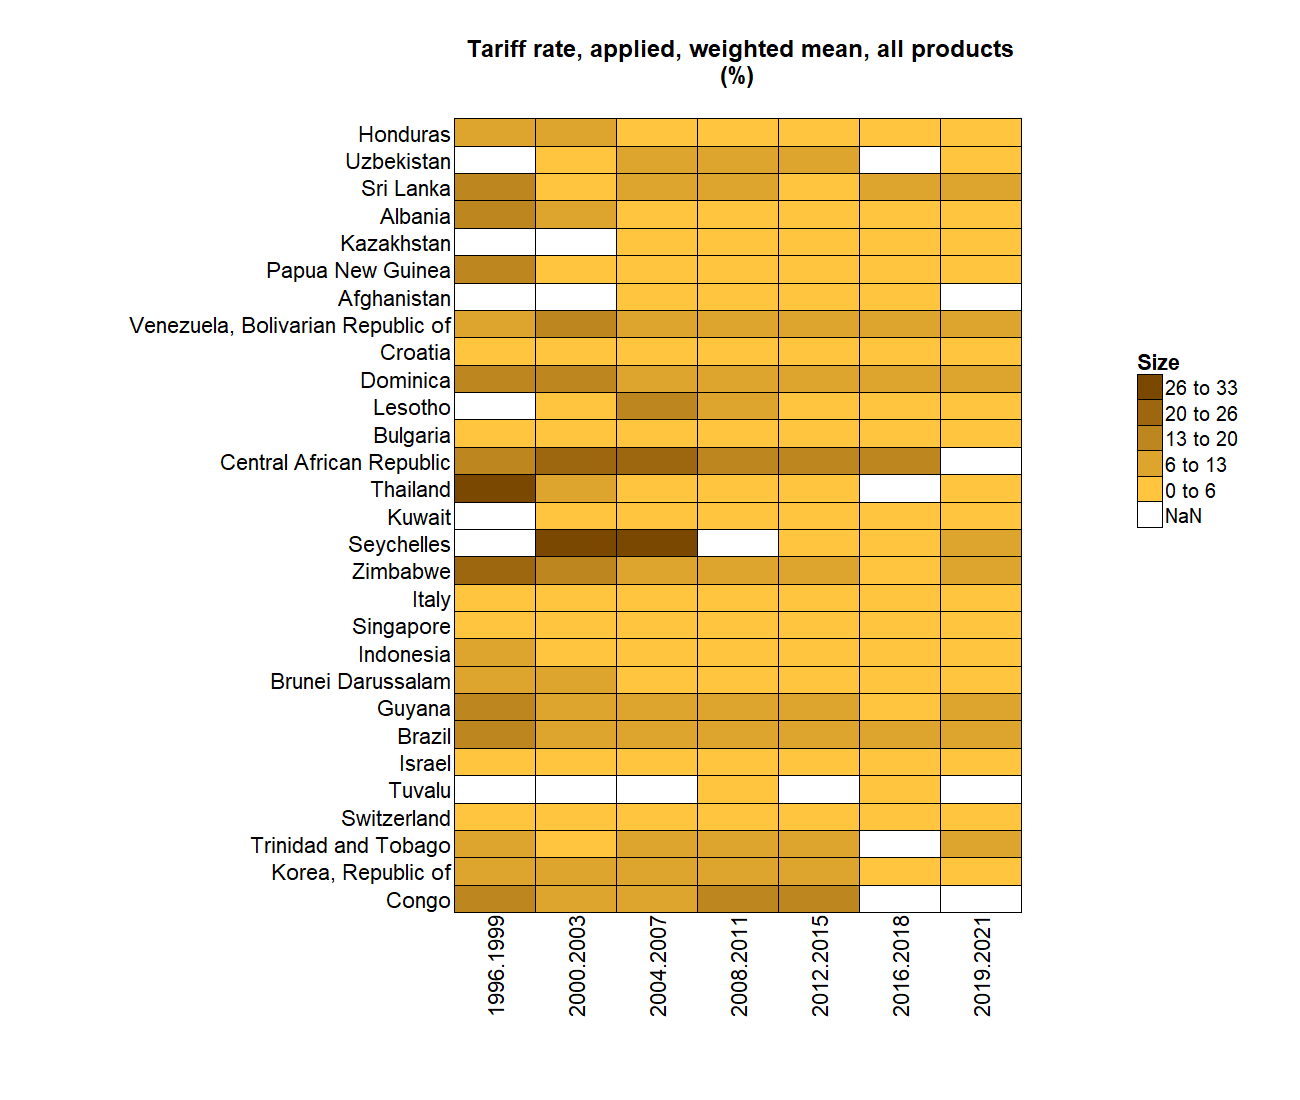 Tariff rate, applied, weighted mean, all products
(%)
Honduras
Uzbekistan
Sri Lanka
Albania
Kazakhstan
Papua New Guinea
Afghanistan
Venezuela, Bolivarian Republic of
Croatia
Dominica
Lesotho
Bulgaria
Central African Republic
Thailand
Kuwait
Seychelles
Zimbabwe
Italy
Singapore
Indonesia
Brunei Darussalam
Guyana
Brazil
Israel
Tuvalu
Switzerland
Trinidad and Tobago
Korea, Republic of
Congo
1996.1999
2000.2003
2004.2007
2008.2011
2012.2015
2016.2018
2019.2021
Size
26 to 33
20 to 26
13 to 20
6 to 13
0 to 6
NaN